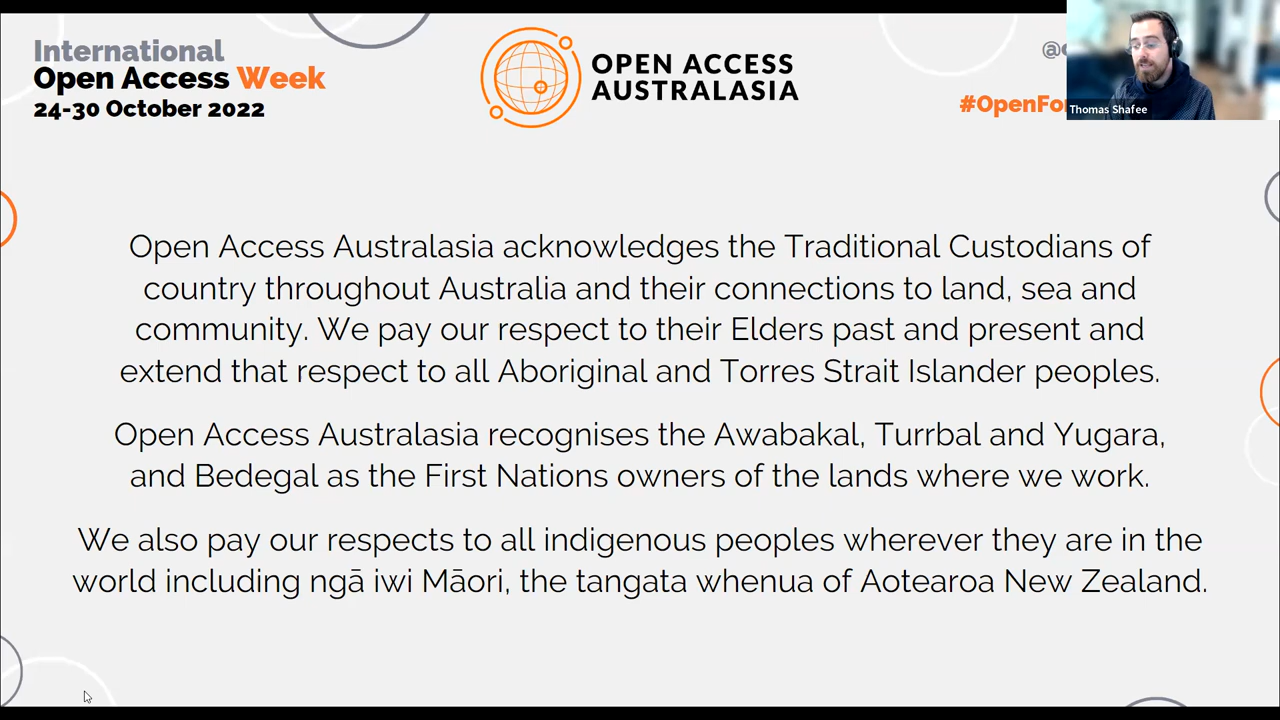 International
Open Access Week
24-30 October 2022
OPEN ACCESS
AUSTRALASIA
Thomas Shafee
Open Access Australasia acknowledges the Traditional Custodians of
country throughout Australia and their connections to land, sea and
community. We pay our respect to their Elders past and present and
extend that respect to all Aboriginal and Torres Strait Islander peoples.
Open Access Australasia recognises the Awabakal, Turrbal and Yugara,
and Bedegal as the First Nations owners of the lands where we work.
We also pay our respects to all indigenous peoples wherever they are in the
world including ngā iwi Māori, the tangata whenua of Aotearoa New Zealand.